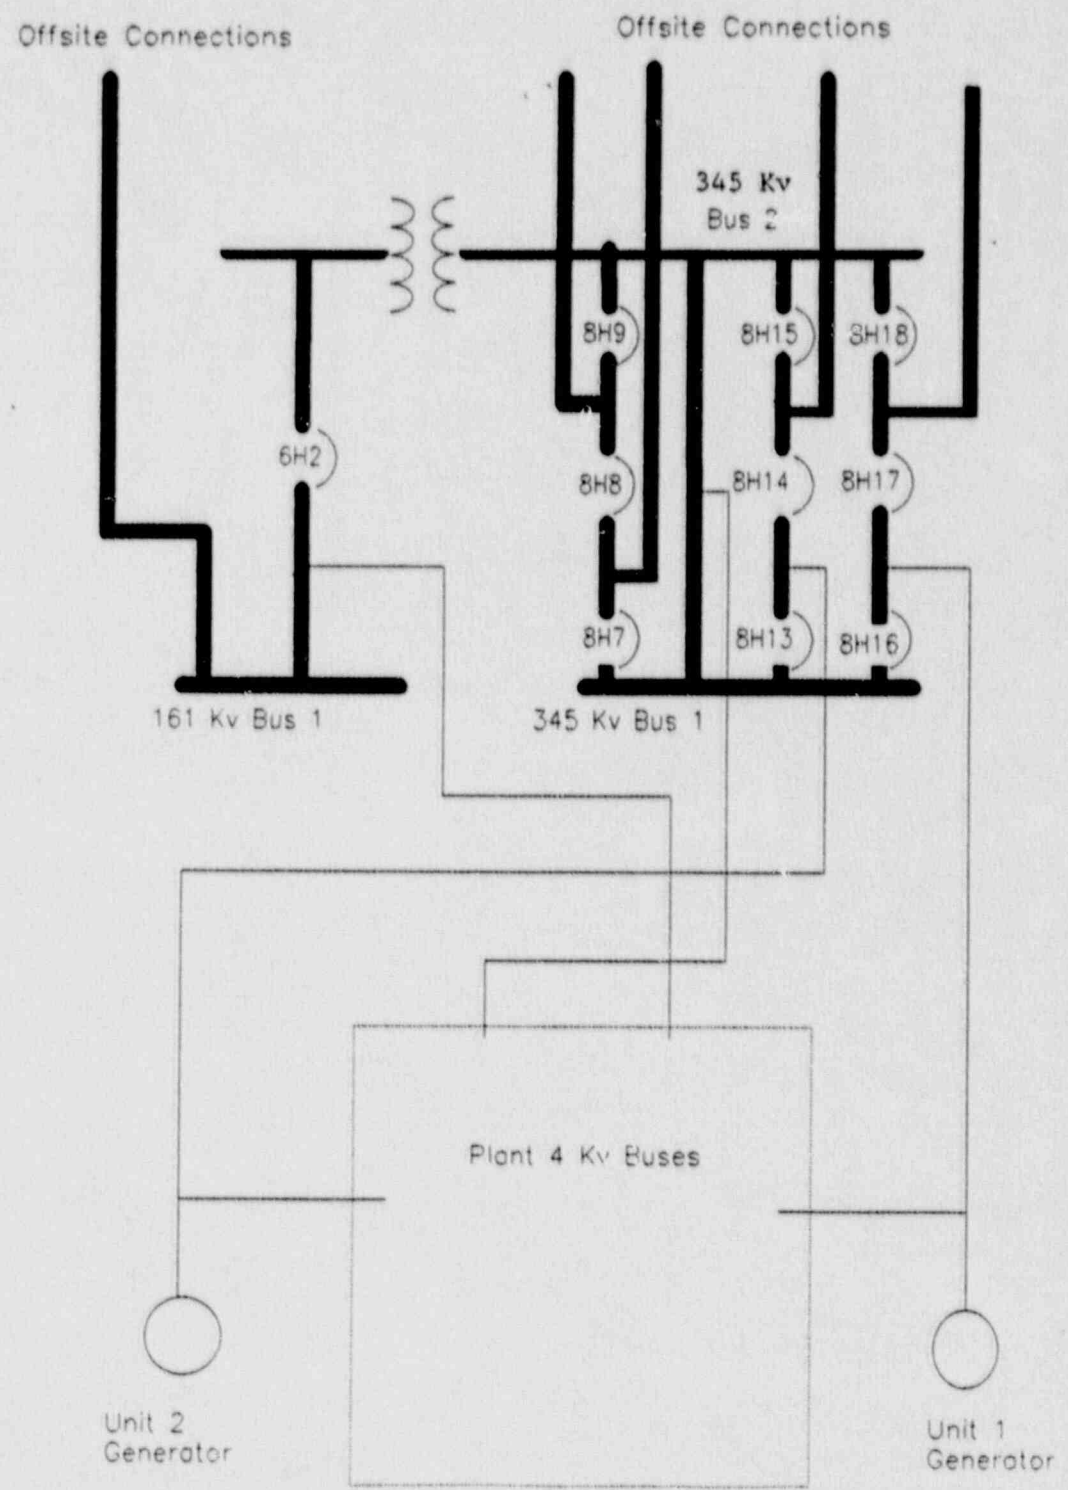 Offsite Connections
Offsite Connections
345 Kv
Bus 2
8H9
8H15
8H18
6H2
8H8
8H14
8H17
8H7
8H13
8H16
161 Kv Bus 1
345 Kv Bus 1
Plant 4 Kv Buses
Unit 2
Generator
Unit 1
Generator